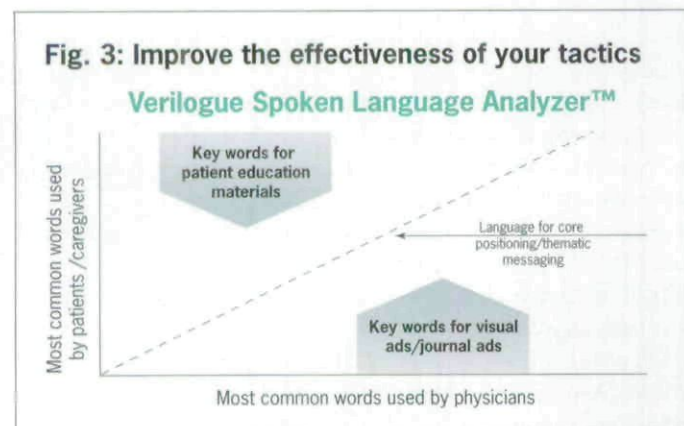 Fig. 3: Improve the effectiveness of your tactics
Verilogue Spoken Language Analyzer™
Most common words used
by patients /caregivers
Key words for
patient education
materials
Language for core
positioning/thematic
messaging
Key words for visual
ads/journal ads
Most common words used by physicians